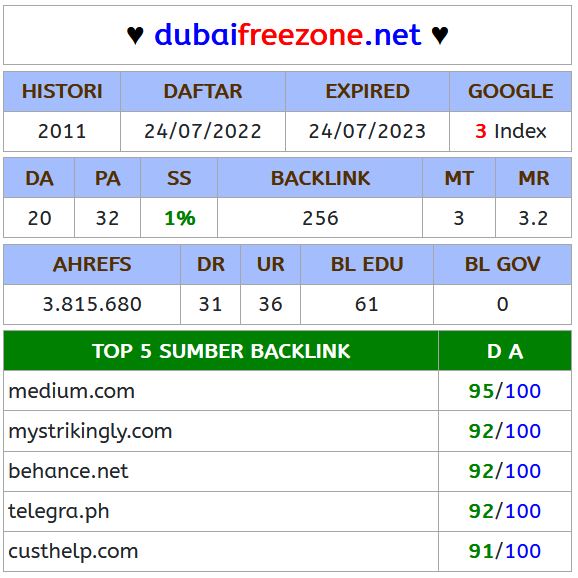 ♥ dubaifreezone.net ♥
HISTORI DAFTAR EXPIRED GOOGLE
2011 24/07/2022 24/07/2023 3 Index
DA PA SS BACKLINK MT MR
20 32 1% 256 3 3.2
AHREFS DR UR BL EDU BL GOV
3.815.680 31 36 61 0
TOP 5 SUMBER BACKLINK D A
medium.com 95/100
mystrikingly.com 92/100
behance.net 92/100
telegra.ph 92/100
custhelp.com 91/100